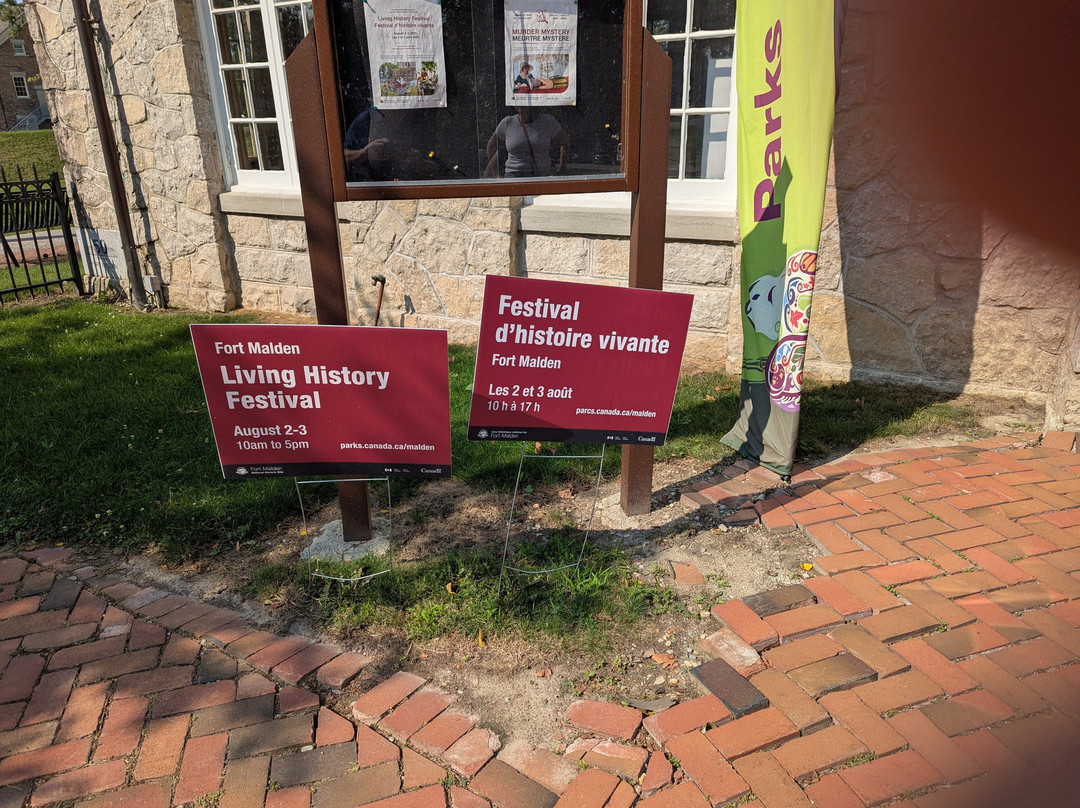 Living History Festival
Festival d'histoire vivante
MURDER MYSTERY
MEURTRE MYSTÈRE
Parks
Fort Malden
Living History
Festival
August 2-3
10am to 5pm
parks.canada.ca/malden
Fort Malden
Canada
Festival
d'histoire vivante
Fort Malden
Les 2 et 3 août
10 h à 17 h
parcs.canada.ca/malden
Fort-Malden
Canada